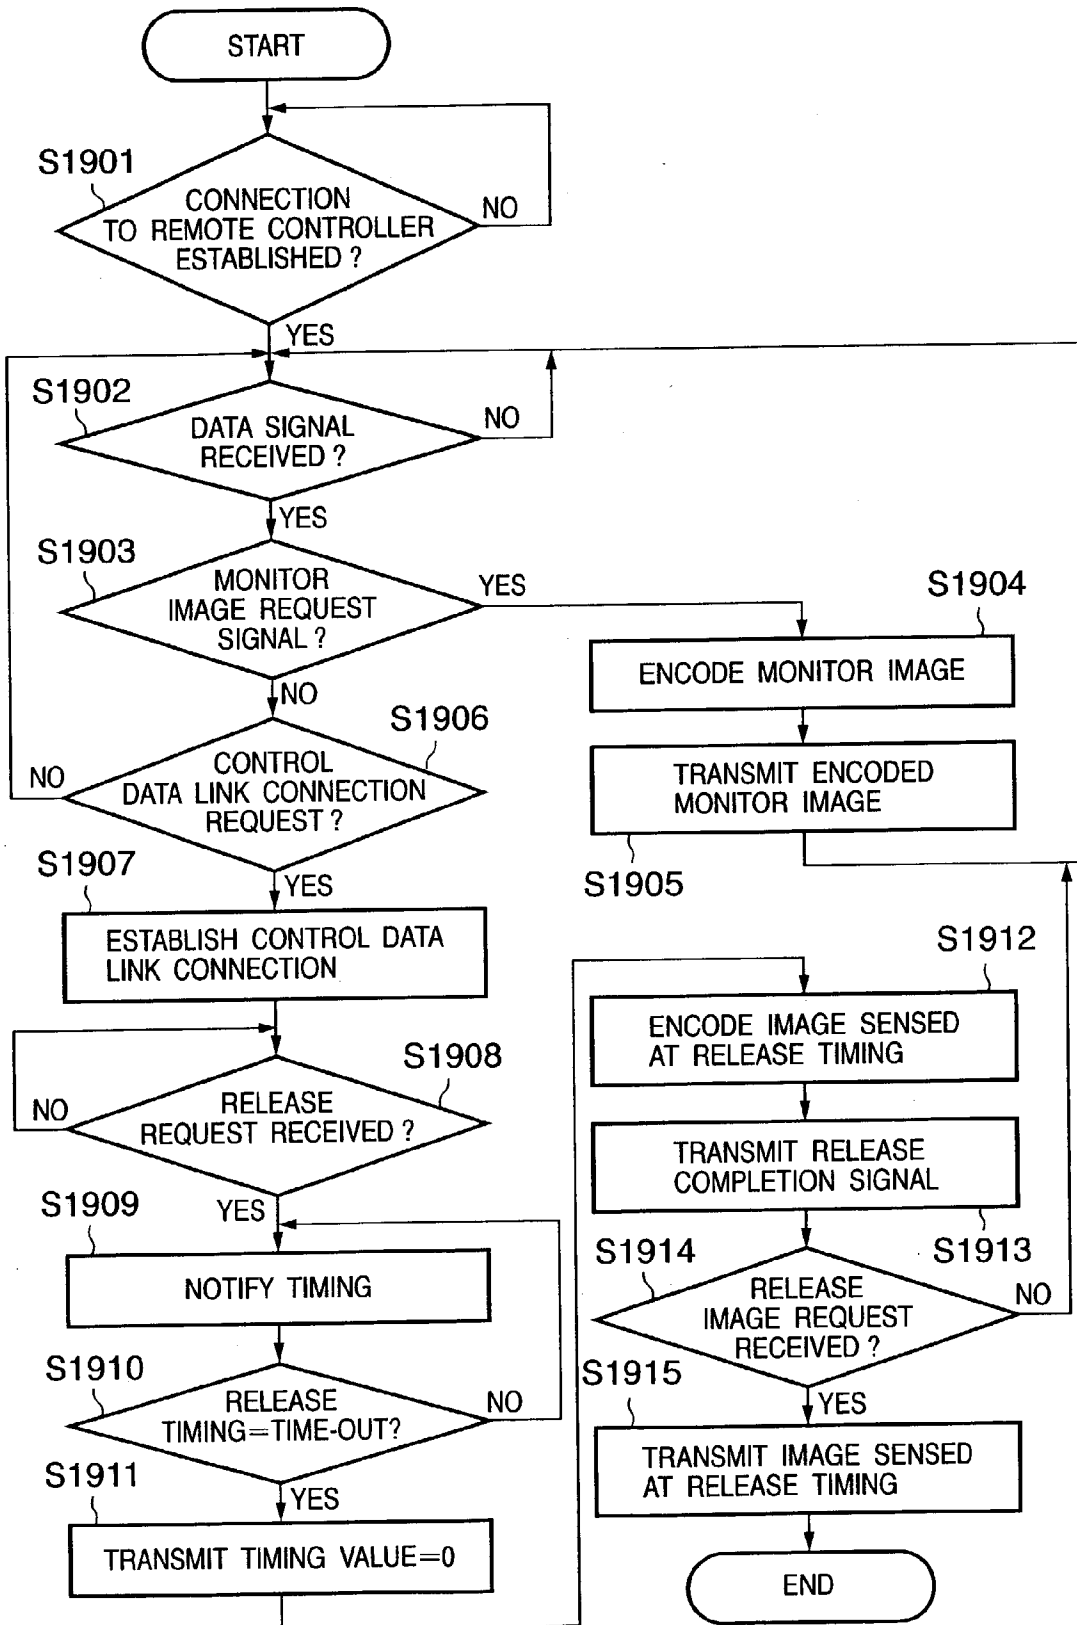 START
S1901
CONNECTION
TO REMOTE CONTROLLER
ESTABLISHED ?
NO
YES
S1902
DATA SIGNAL
RECEIVED ?
NO
YES
S1903
MONITOR
IMAGE REQUEST
SIGNAL ?
YES
NO
S1904
ENCODE MONITOR IMAGE
TRANSMIT ENCODED
MONITOR IMAGE
S1905
S1906
CONTROL
DATA LINK CONNECTION
REQUEST ?
NO
YES
S1907
ESTABLISH CONTROL DATA
LINK CONNECTION
S1908
RELEASE
REQUEST RECEIVED ?
NO
YES
S1909
NOTIFY TIMING
S1910
RELEASE
TIMING=TIME-OUT?
NO
YES
S1911
TRANSMIT TIMING VALUE=0
S1912
ENCODE IMAGE SENSED
AT RELEASE TIMING
TRANSMIT RELEASE
COMPLETION SIGNAL
S1913
S1914
RELEASE
IMAGE REQUEST
RECEIVED ?
NO
YES
S1915
TRANSMIT IMAGE SENSED
AT RELEASE TIMING
END